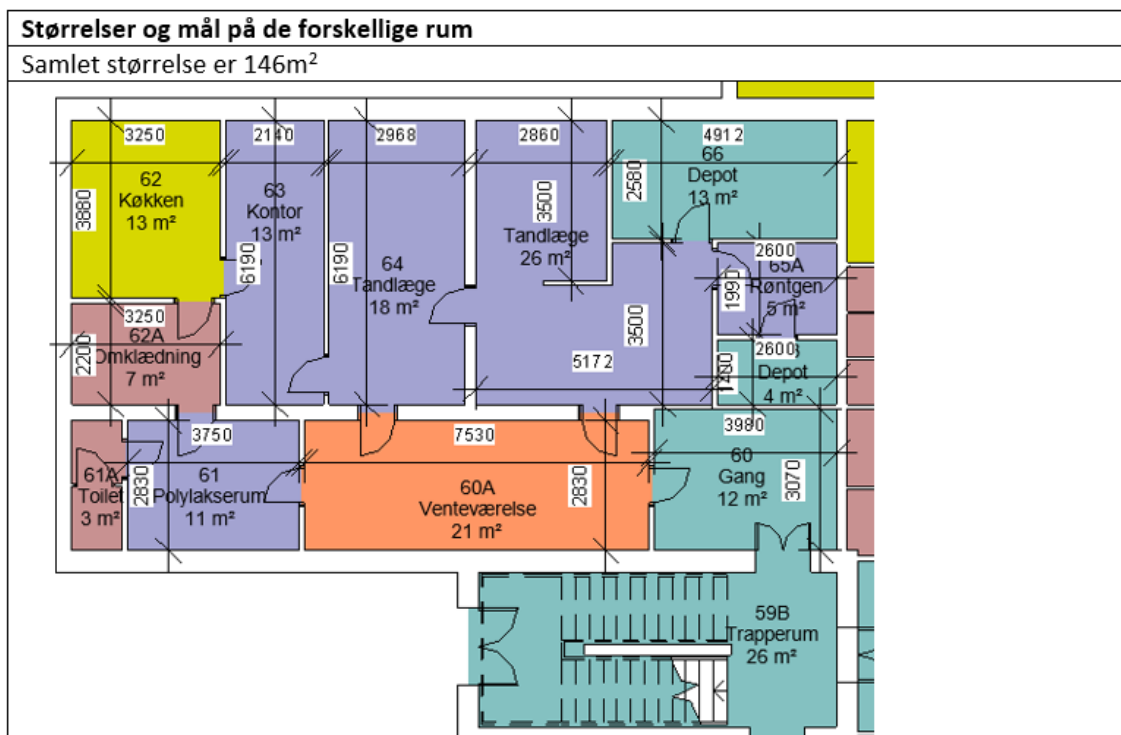 Størrelser og mål på de forskellige rum
Samlet størrelse er 146m²
3250
2140
2968
2860
4912
62
Køkken
13 m²
3880
63
Kontor
13 m²
6190
6190
64
Tandlæge
18 m²
3500
Tandlæge
26 m²
2580
66
Depot
13 m²
2600
65A
Røntgen
5 m²
1990
3250
62A
Omklædning
7 m²
2200
3500
5172
2600
Depot
4 m²
3750
7530
3980
61A
Toilet
3 m²
2830
61
Polylakserum
11 m²
60A
Venteværelse
21 m²
2830
60
Gang
12 m²
3070
59B
Trapperum
26 m²